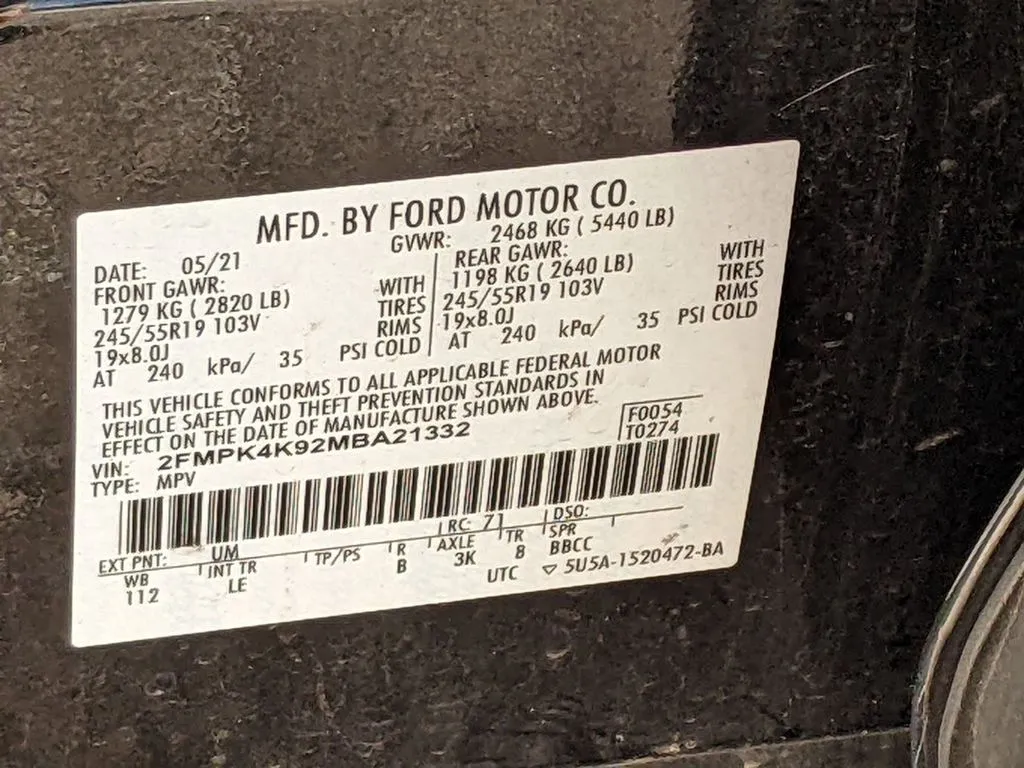 MFD. BY FORD MOTOR CO.
DATE: 05/21 GVWR: 2468 KG ( 5440 LB)
FRONT GAWR: REAR GAWR:
1279 KG ( 2820 LB) WITH 1198 KG ( 2640 LB) WITH
245/55R19 103V TIRES 245/55R19 103V TIRES
19x8.0J RIMS 19x8.0J RIMS
AT 240 kPa/ 35 PSI COLD AT 240 kPa/ 35 PSI COLD
THIS VEHICLE CONFORMS TO ALL APPLICABLE FEDERAL MOTOR
VEHICLE SAFETY AND THEFT PREVENTION STANDARDS IN
EFFECT ON THE DATE OF MANUFACTURE SHOWN ABOVE.
F0054
VIN: 2FMPK4K92MBA21332 T0274
TYPE: MPV
EXT PNT: UM RC: 71 DSO:
WB INT TR TP/PS R AXLE TR SPR
112 LE B 3K 8 BBCC
UTC ▽ 5U5A-1520472-BA